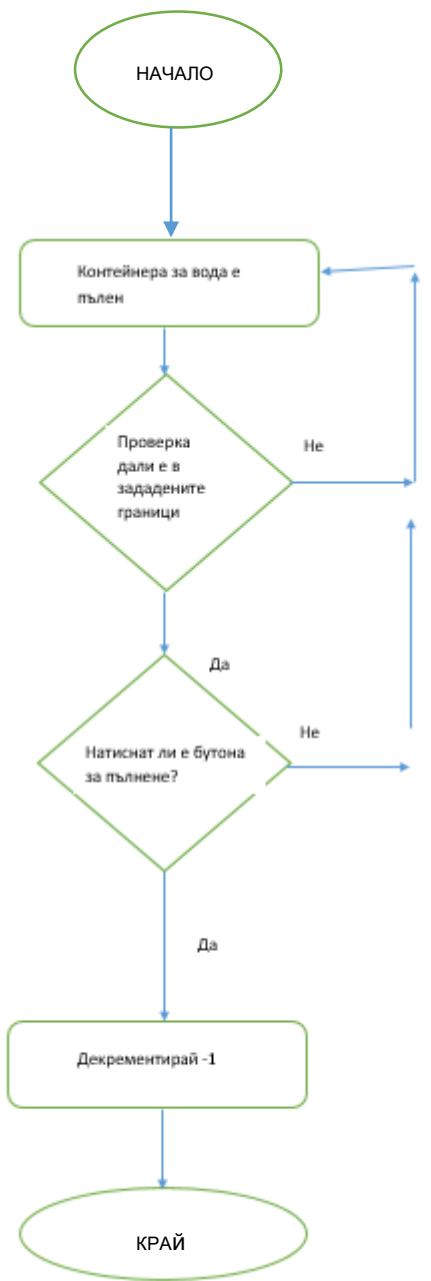 НАЧАЛО
Контейнера за вода е
пълен
Проверка
дали е в
зададените
граници
Не
Да
Натиснат ли е бутона
за пълнене?
Не
Да
Декрементирай -1
КРАЙ